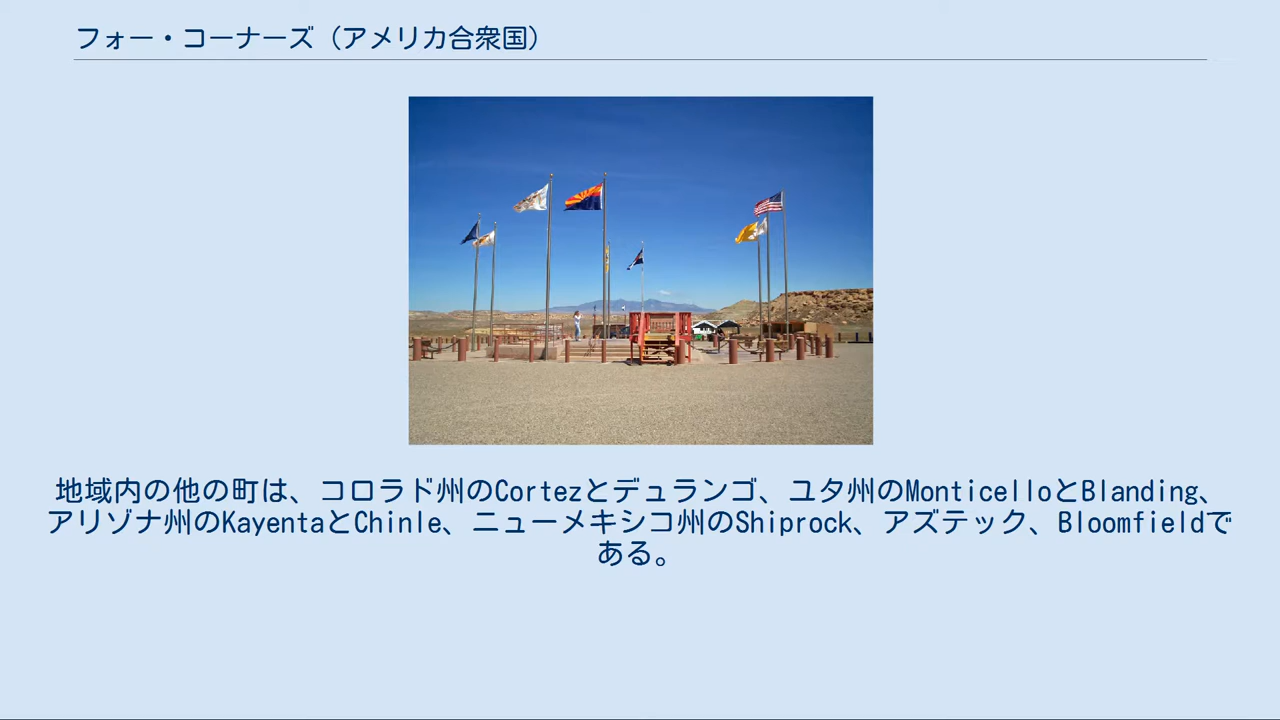 フォー・コーナーズ（アメリカ合衆国）
地域内の他の町は、コロラド州のCortezとデュランゴ、ユタ州のMonticelloとBlanding、
アリゾナ州のKayentaとChinle、ニューメキシコ州のShiprock、アズテック、Bloomfieldで
ある。